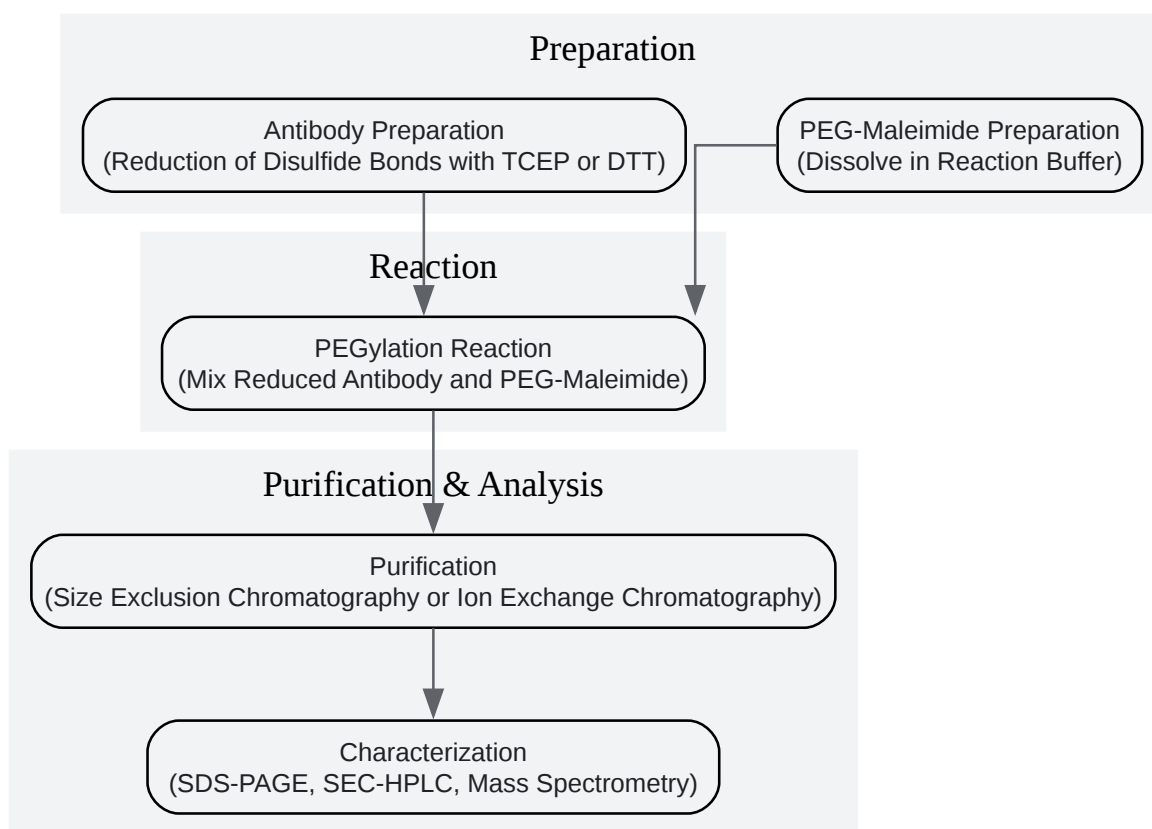 Preparation
Antibody Preparation
(Reduction of Disulfide Bonds with TCEP or DTT)
PEG-Maleimide Preparation
(Dissolve in Reaction Buffer)
Reaction
PEGylation Reaction
(Mix Reduced Antibody and PEG-Maleimide)
Purification & Analysis
Purification
(Size Exclusion Chromatography or Ion Exchange Chromatography)
Characterization
(SDS-PAGE, SEC-HPLC, Mass Spectrometry)